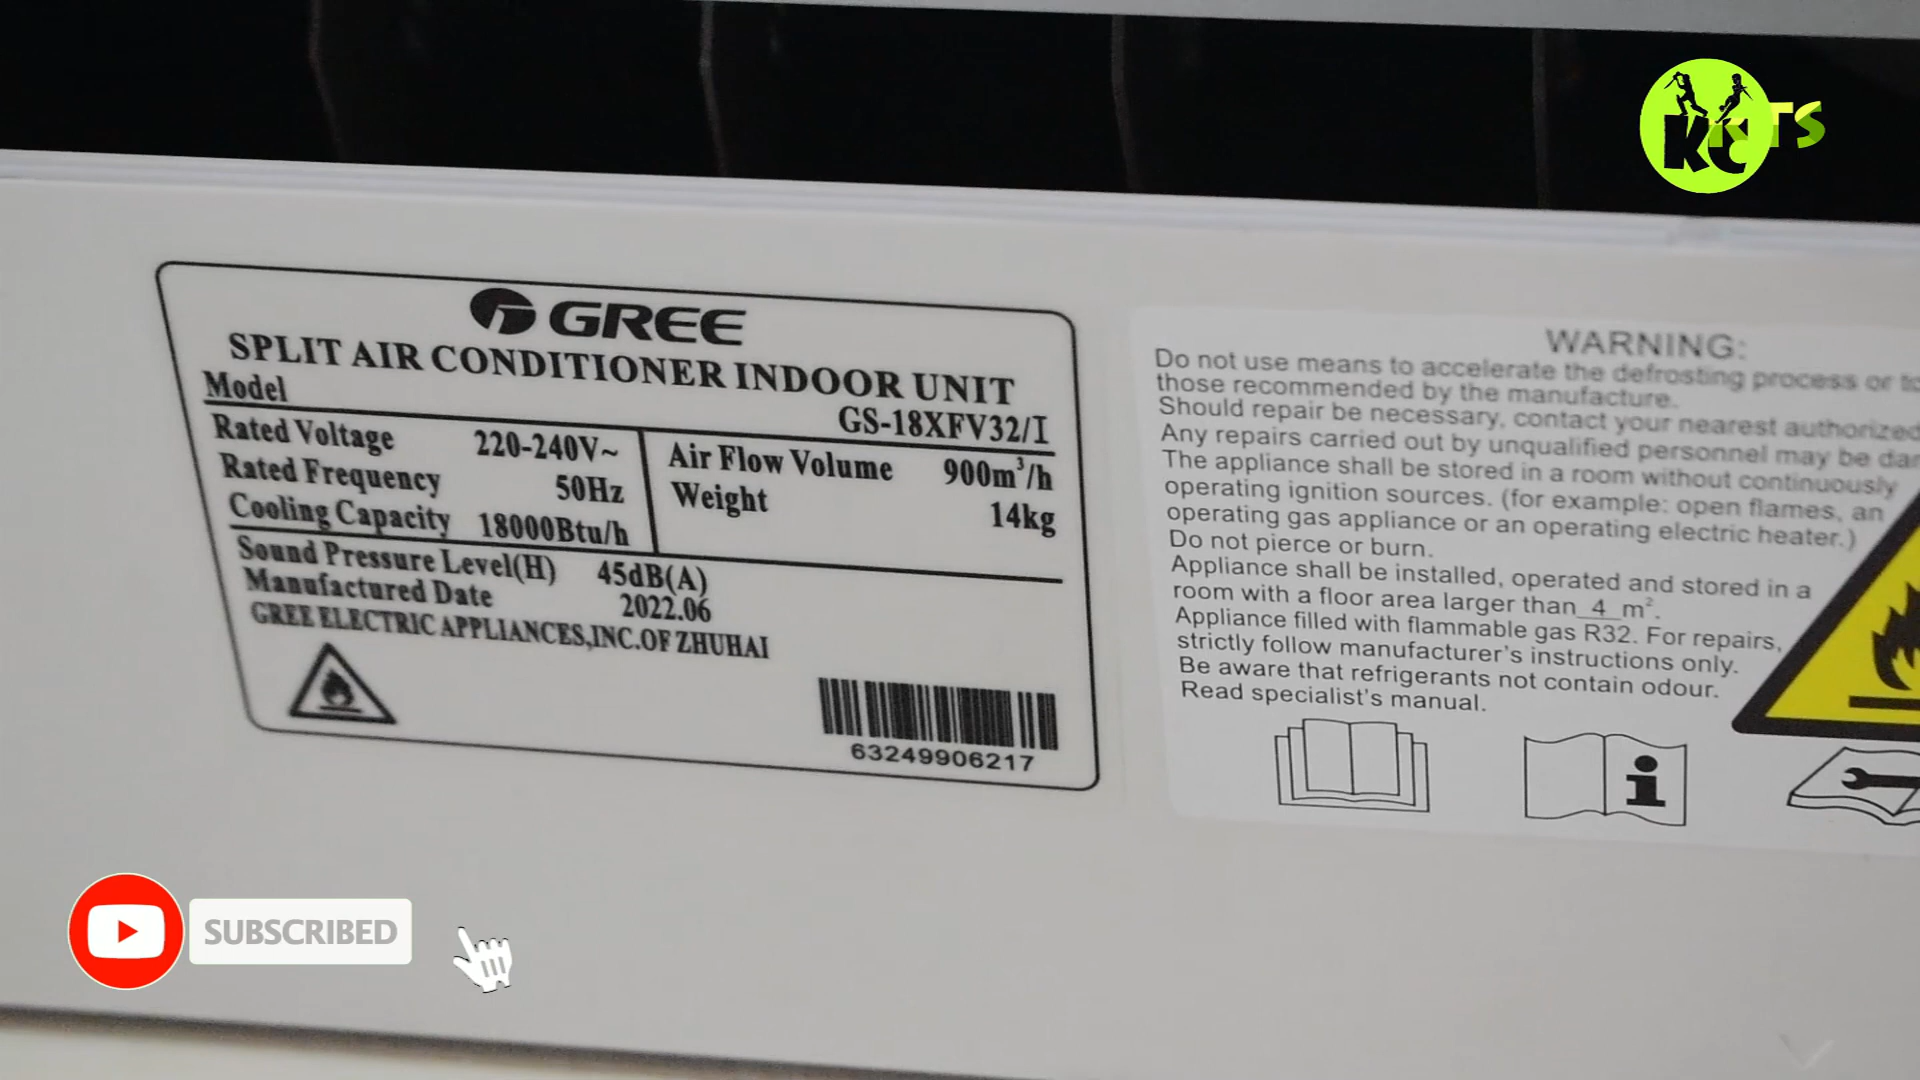 GREE
SPLIT AIR CONDITIONER INDOOR UNIT
Model GS-18XFV32/I
Rated Voltage 220-240V~
Rated Frequency 50Hz
Cooling Capacity 18000Btu/h
Air Flow Volume 900m³/h
Weight 14kg
Sound Pressure Level(H) 45dB(A)
Manufactured Date 2022.06
GREE ELECTRIC APPLIANCES,INC.OF ZHUHAI
63249906217
WARNING:
Do not use means to accelerate the defrosting process or
those recommended by the manufacture.
Should repair be necessary, contact your nearest authorized
Any repairs carried out by unqualified personnel may be
The appliance shall be stored in a room without continuously
operating ignition sources. (for example: open flames, an
operating gas appliance or an operating electric heater.)
Do not pierce or burn.
Appliance shall be installed, operated and stored in a
room with a floor area larger than 4 m².
Appliance filled with flammable gas R32. For repairs,
strictly follow manufacturer's instructions only.
Be aware that refrigerants not contain odour.
Read specialist's manual.
KC
TS
SUBSCRIBED